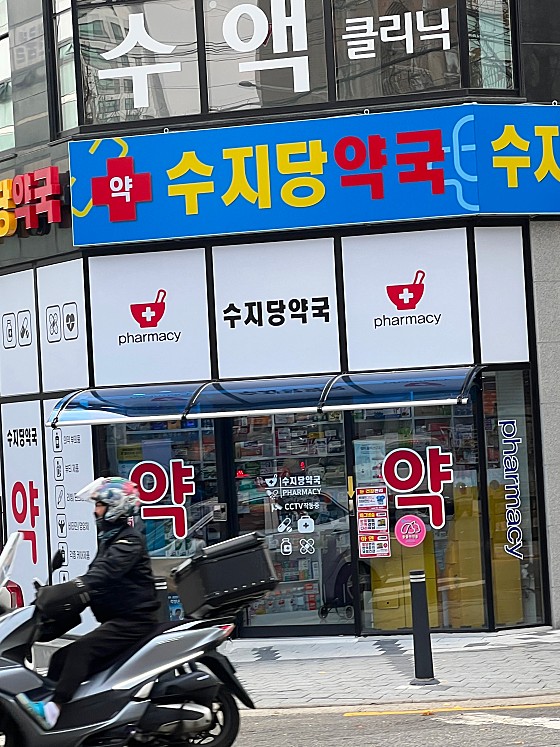 수액 클리닉
당약국
약 수지당약국
수지
pharmacy
수지당약국
pharmacy
수지당약국
약
약
수지당약국
PHARMACY
CCTV작동중
약
pharmacy